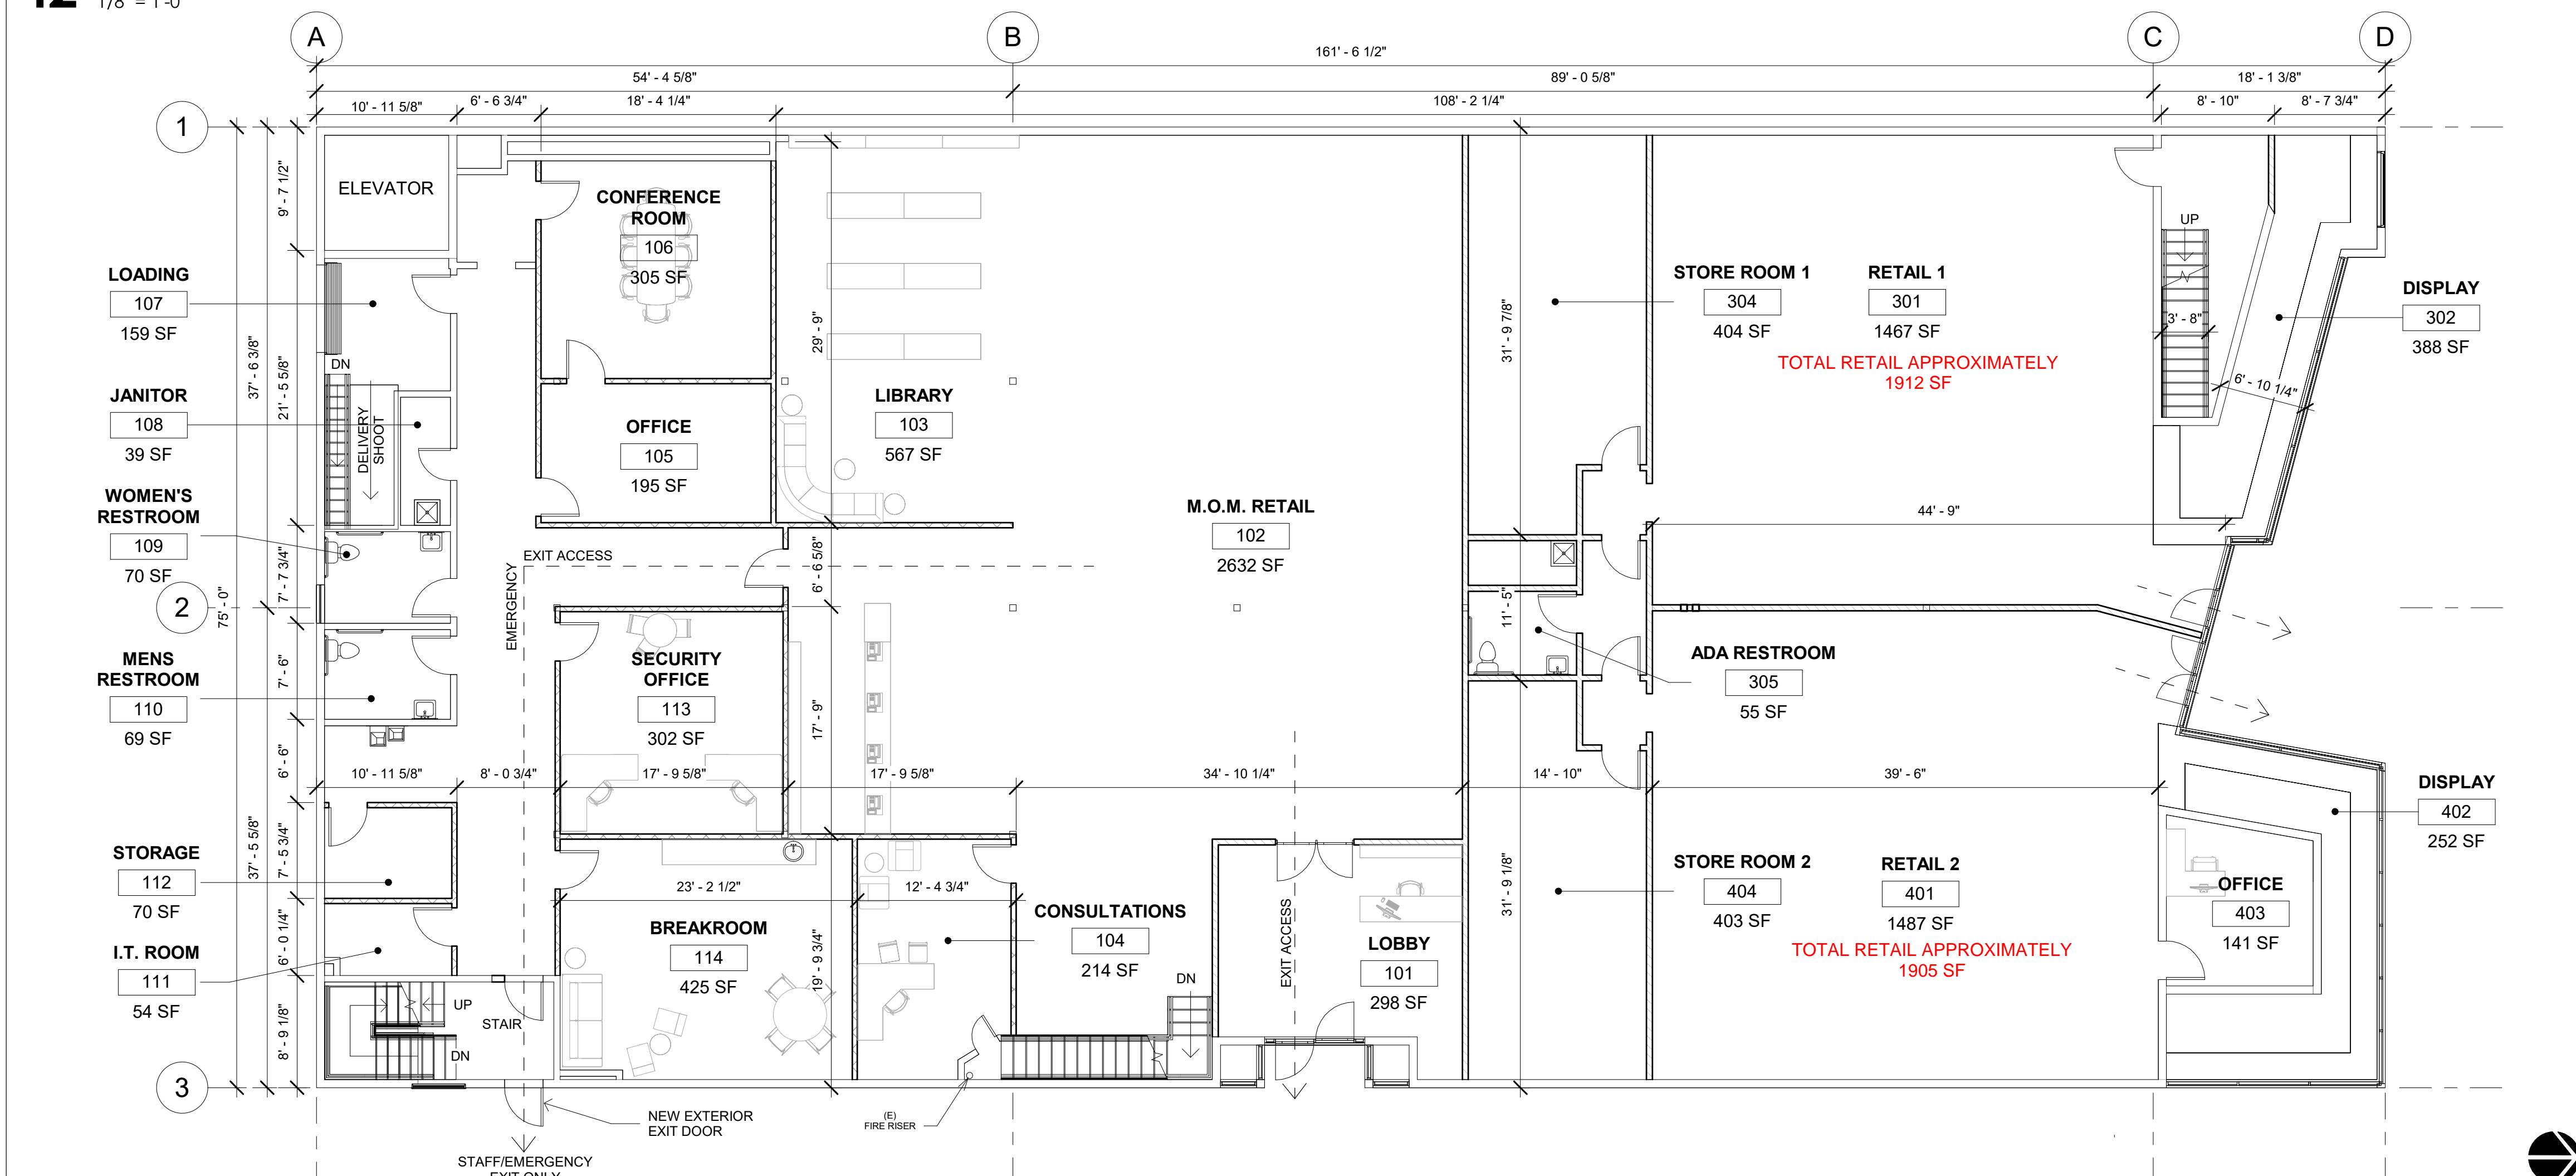 1/8" = 1'-0"
A
B
C
D
161' - 6 1/2"
54' - 4 5/8"
89' - 0 5/8"
18' - 1 3/8"
10' - 11 5/8"
6' - 6 3/4"
18' - 4 1/4"
108' - 2 1/4"
8' - 10"
8' - 7 3/4"
1
2
3
75' - 0"
37' - 6 3/8"
37' - 5 5/8"
9' - 7 1/2"
21' - 5 5/8"
7' - 7 3/4"
7' - 6"
6' - 6"
7' - 5 3/4"
6' - 0 1/4"
8' - 9 1/8"
ELEVATOR
LOADING
107
159 SF
DN
DELIVERY
SHOOT
JANITOR
108
39 SF
WOMEN'S
RESTROOM
109
70 SF
MENS
RESTROOM
110
69 SF
STORAGE
112
70 SF
I.T. ROOM
111
54 SF
UP
STAIR
DN
CONFERENCE
ROOM
106
305 SF
OFFICE
105
195 SF
LIBRARY
103
567 SF
29' - 9"
6' - 6 5/8"
17' - 9"
19' - 9 3/4"
EXIT ACCESS
EMERGENCY
SECURITY
OFFICE
113
302 SF
10' - 11 5/8"
8' - 0 3/4"
17' - 9 5/8"
17' - 9 5/8"
34' - 10 1/4"
14' - 10"
39' - 6"
23' - 2 1/2"
12' - 4 3/4"
BREAKROOM
114
425 SF
CONSULTATIONS
104
214 SF
DN
M.O.M. RETAIL
102
2632 SF
EXIT ACCESS
LOBBY
101
298 SF
31' - 9 7/8"
11' - 5"
31' - 9 1/8"
STORE ROOM 1
304
404 SF
RETAIL 1
301
1467 SF
TOTAL RETAIL APPROXIMATELY
1912 SF
44' - 9"
UP
3' - 8"
6' - 10 1/4"
DISPLAY
302
388 SF
ADA RESTROOM
305
55 SF
STORE ROOM 2
404
403 SF
RETAIL 2
401
1487 SF
TOTAL RETAIL APPROXIMATELY
1905 SF
OFFICE
403
141 SF
DISPLAY
402
252 SF
NEW EXTERIOR
EXIT DOOR
(E)
FIRE RISER
STAFF/EMERGENCY
EXIT ONLY